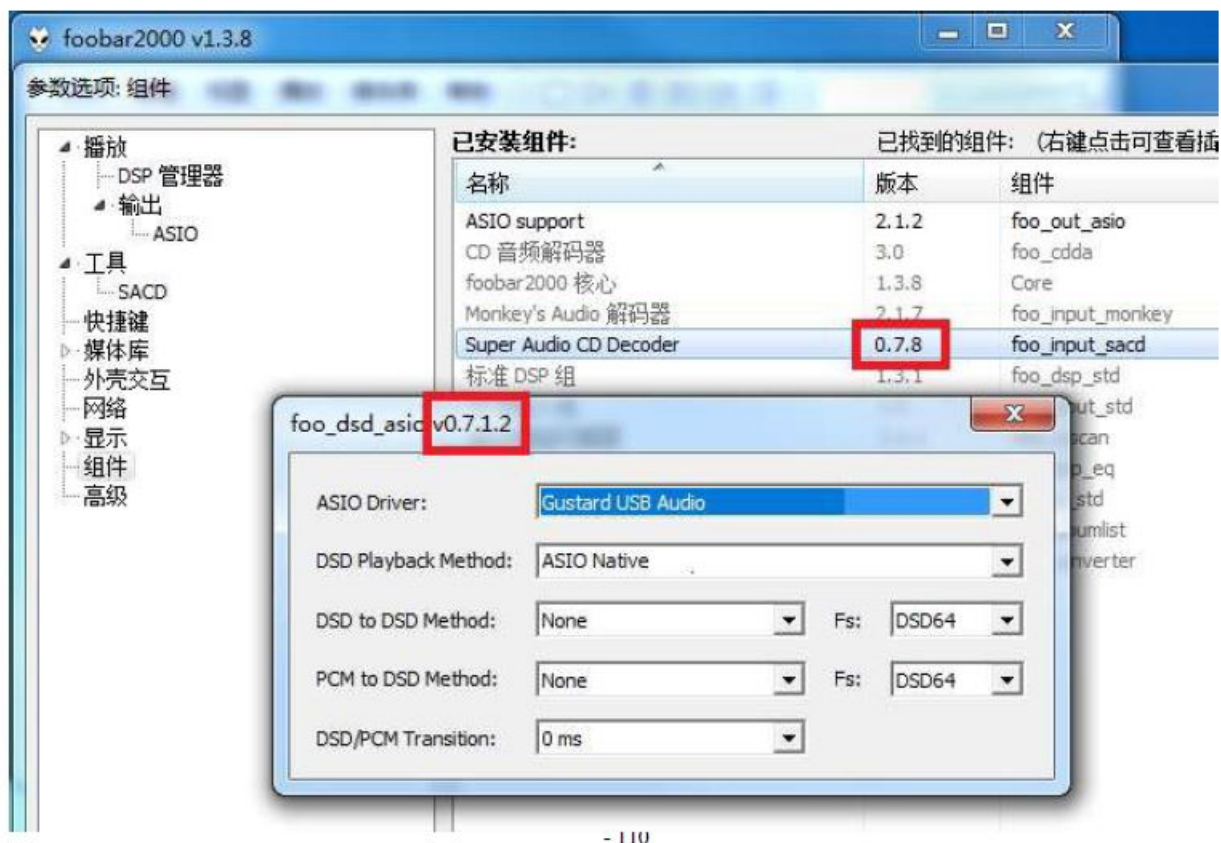 foobar2000 v1.3.8
参数选项: 组件
播放
DSP 管理器
输出
ASIO
工具
SACD
快捷键
媒体库
外壳交互
网络
显示
组件
高级
已安装组件: 已找到的组件: (右键点击可查看插
名称 版本 组件
ASIO support 2.1.2 foo_out_asio
CD 音频解码器 3.0 foo_cdda
foobar2000 核心 1.3.8 Core
Monkey's Audio 解码器 2.1.7 foo_input_monkey
Super Audio CD Decoder 0.7.8 foo_input_sacd
标准 DSP 组 1.3.1 foo_dsp_std
ut_std
scan
p_eq
_std
umlist
nverter
foo_dsd_asio v0.7.1.2
ASIO Driver: Gustard USB Audio
DSD Playback Method: ASIO Native
DSD to DSD Method: None Fs: DSD64
PCM to DSD Method: None Fs: DSD64
DSD/PCM Transition: 0 ms